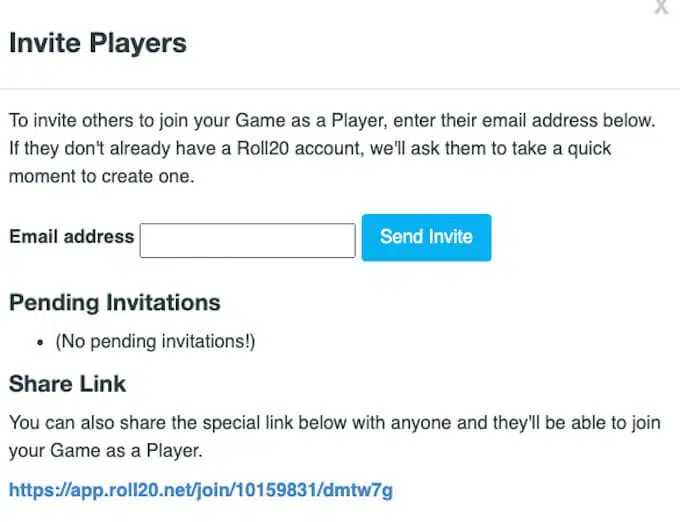 X
Invite Players
To invite others to join your Game as a Player, enter their email address below.
If they don't already have a Roll20 account, we'll ask them to take a quick
moment to create one.
Email address Send Invite
Pending Invitations
• (No pending invitations!)
Share Link
You can also share the special link below with anyone and they'll be able to join
your Game as a Player.
https://app.roll20.net/join/10159831/dmtw7g